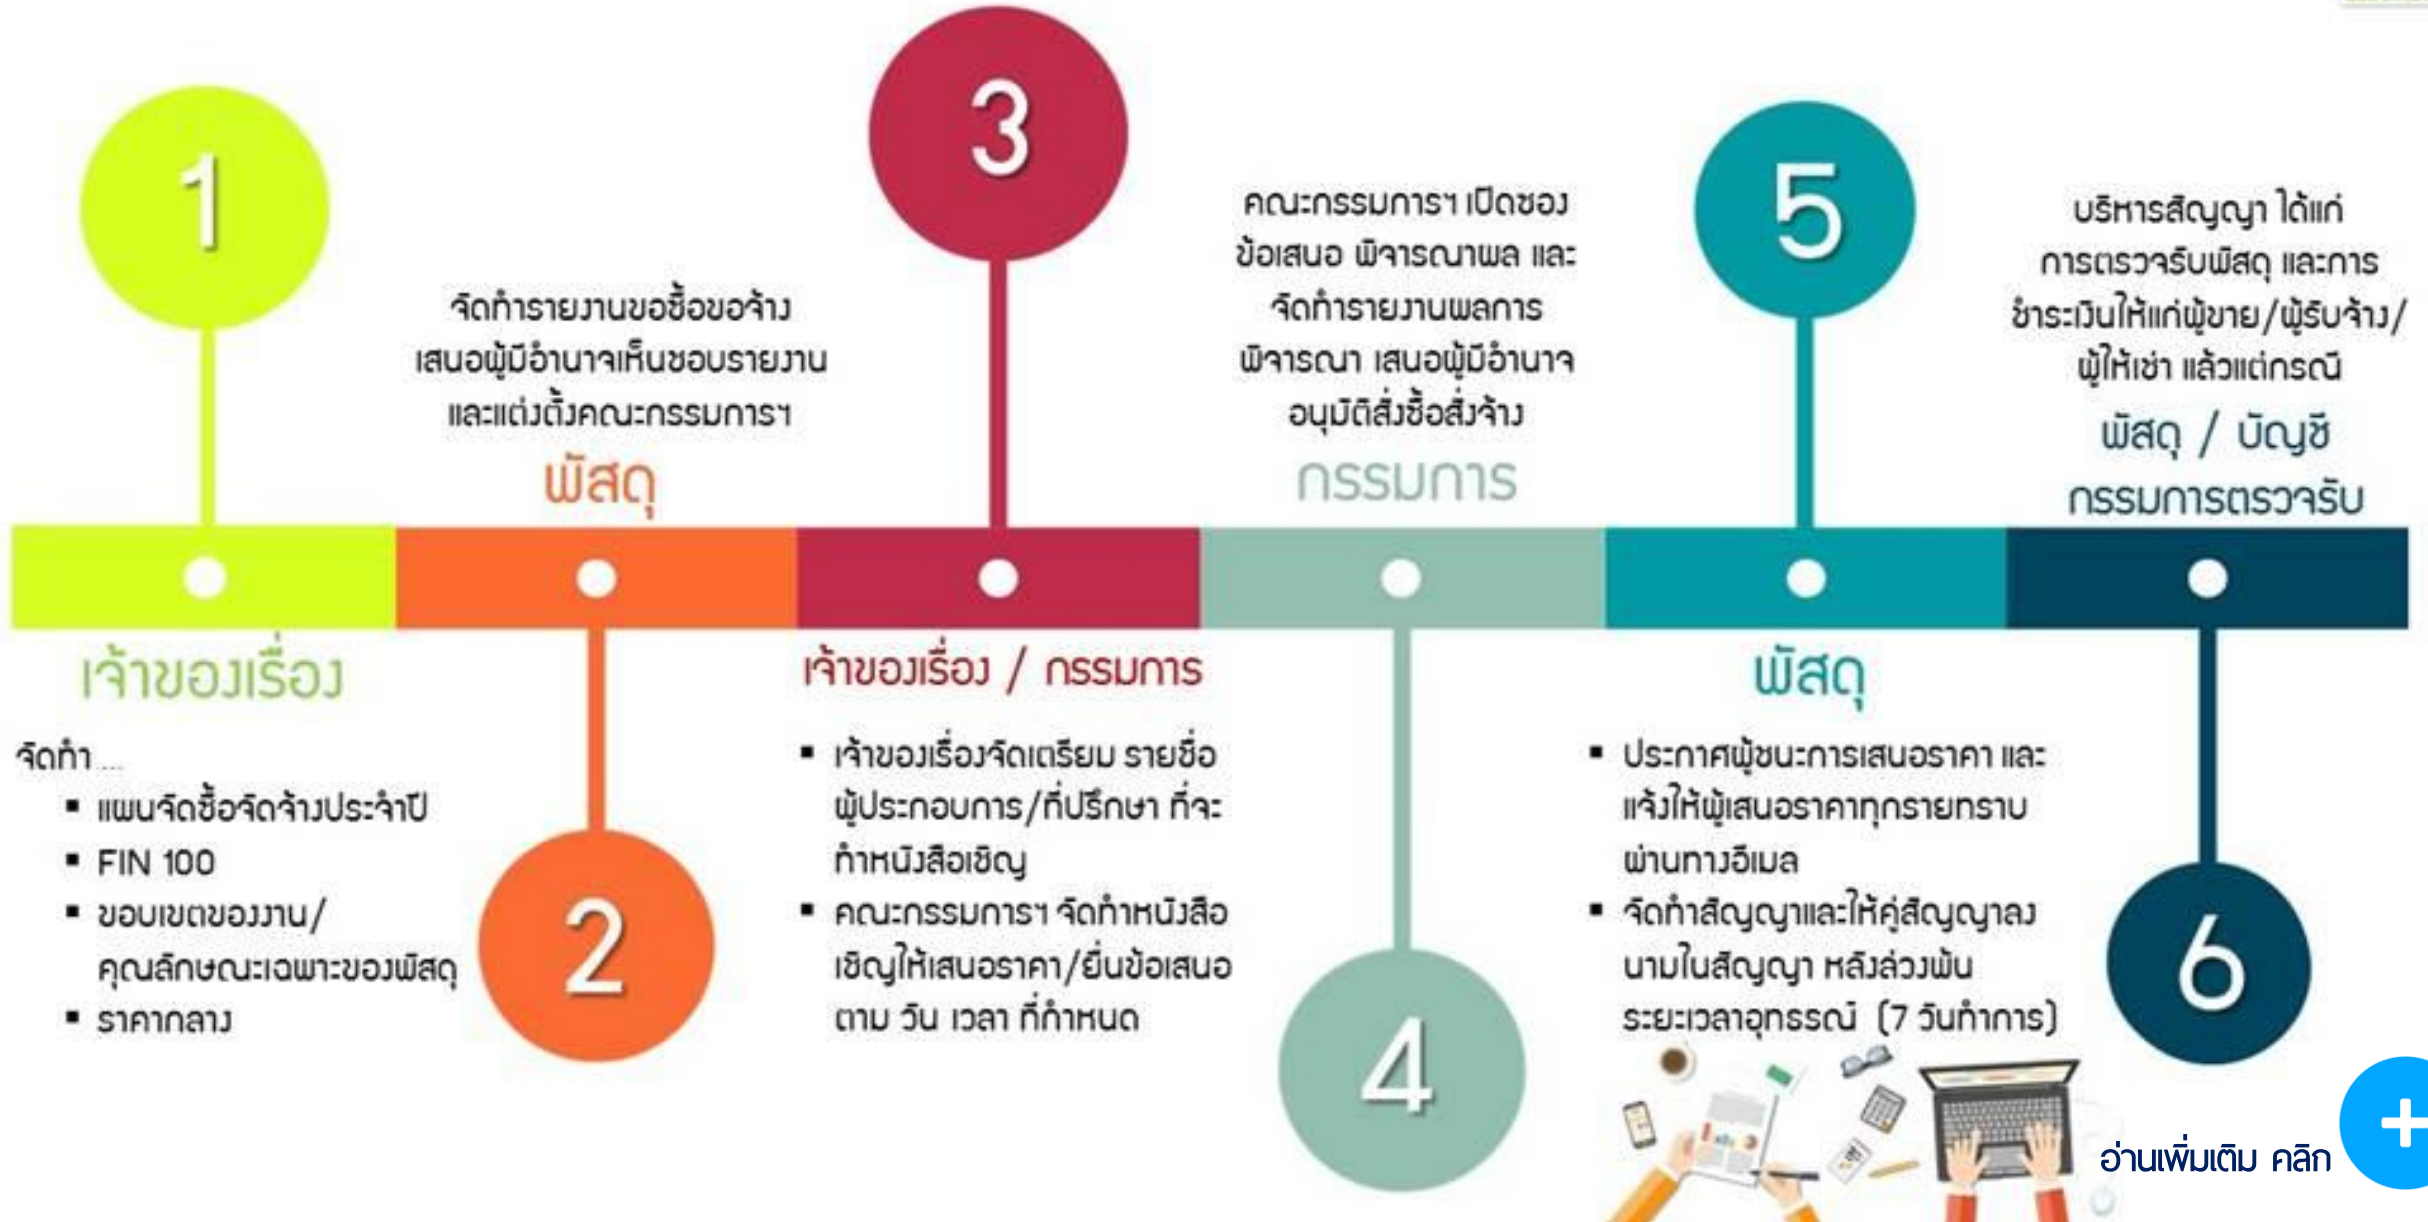 1
เจ้าของเรื่อง
จัดทำ ....
▪ แผนจัดซื้อจัดจ้างประจำปี
▪ FIN 100
▪ ขอบเขตของงาน/
คุณลักษณะเฉพาะของพัสดุ
▪ ราคากลาง
จัดทำรายงานขอซื้อขอจ้าง
เสนอผู้มีอำนาจเห็นชอบรายงาน
และแต่งตั้งคณะกรรมการฯ
พัสดุ
2
3
เจ้าของเรื่อง / กรรมการ
▪ เจ้าของเรื่องจัดเตรียม รายชื่อ
ผู้ประกอบการ/ที่ปรึกษา ที่จะ
ทำหนังสือเชิญ
▪ คณะกรรมการฯ จัดทำหนังสือ
เชิญให้เสนอราคา/ยื่นข้อเสนอ
ตาม วัน เวลา ที่กำหนด
คณะกรรมการฯ เปิดซอง
ข้อเสนอ พิจารณาผล และ
จัดทำรายงานผลการ
พิจารณา เสนอผู้มีอำนาจ
อนุมัติสั่งซื้อสั่งจ้าง
กรรมการ
4
5
พัสดุ
▪ ประกาศผู้ชนะการเสนอราคา และ
แจ้งให้ผู้เสนอราคาทุกรายทราบ
ผ่านทางอีเมล
▪ จัดทำสัญญาและให้คู่สัญญาลง
นามในสัญญา หลังล่วงพ้น
ระยะเวลาอุทธรณ์ (7 วันทำการ)
บริหารสัญญา ได้แก่
การตรวจรับพัสดุ และการ
ชำระเงินให้แก่ผู้ขาย/ผู้รับจ้าง/
ผู้ให้เช่า แล้วแต่กรณี
พัสดุ / บัญชี
กรรมการตรวจรับ
6
อ่านเพิ่มเติม คลิก
+